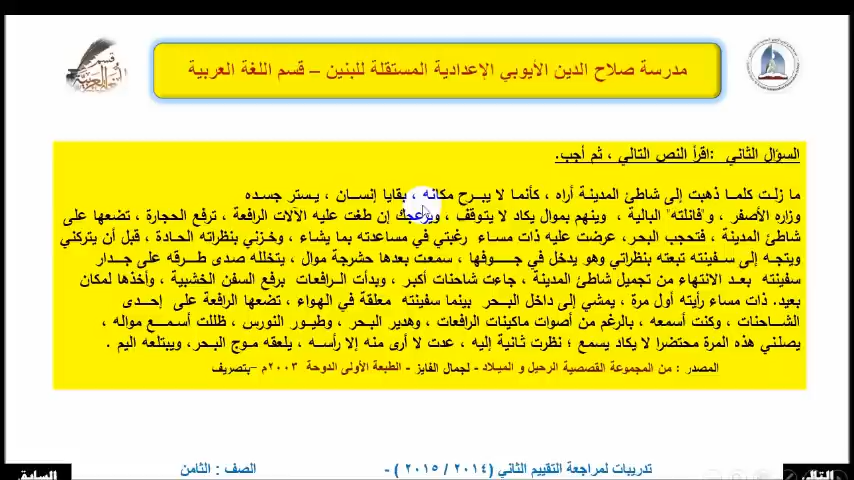 مدرسة صلاح الدين الأيوبي الإعدادية المستقلة للبنين – قسم اللغة العربية
قسم
السؤال الثاني :اقرأ النص التالي ، ثم أجب.
ما زلت كلما ذهبت إلى شاطئ المدينة أراه ، كأنما لا يبرح مكانه ، بقايا إنسان ، يستر جسده
وزاره الأصفر ، و"فانلته" البالية ، وينهم بموال يكاد لا يتوقف ، ويزعجك إن طغت عليه الآلات الرافعة ، ترفع الحجارة ، تضعها على
شاطئ المدينة ، فتحجب البحر، عرضت عليه ذات مساء رغبتي في مساعدته بما يشاء ، وخزني بنظراته الحادة ، قبل أن يتركني
ويتجه إلى سفينته تبعته بنظراتي وهو يدخل في جوفها ، سمعت بعدها حشرجة موال ، يتخلله صدى طرقه على جدار
سفينته بعد الانتهاء من تجميل شاطئ المدينة ، جاءت شاحنات أكبر ، وبدأت الرافعات برفع السفن الخشبية ، وأخذها لمكان
بعيد. ذات مساء رأيته أول مرة ، يمشي إلى داخل البحر بينما سفينته معلقة في الهواء ، تضعها الرافعة على إحدى
الشاحنات ، وكنت أسمعه ، بالرغم من أصوات ماكينات الرافعات ، وهدير البحر ، وطيور النورس ، ظللت أسمع مواله ،
يصلني هذه المرة محتضرا لا يكاد يسمع ؛ نظرت ثانية إليه ، عدت لا أرى منه إلا رأسه ، يلعقه موج البحر، ويبتلعه اليم .
المصدر : من المجموعة القصصية الرحيل و الميلاد - لجمال الفايز - الطبعة الأولى الدوحة ٢٠٠٣م –بتصريف
تدريبات لمراجعة التقييم الثاني (٢٠١٤ / ٢٠١٥ ) - الصف : الثامن
التالي
السابق